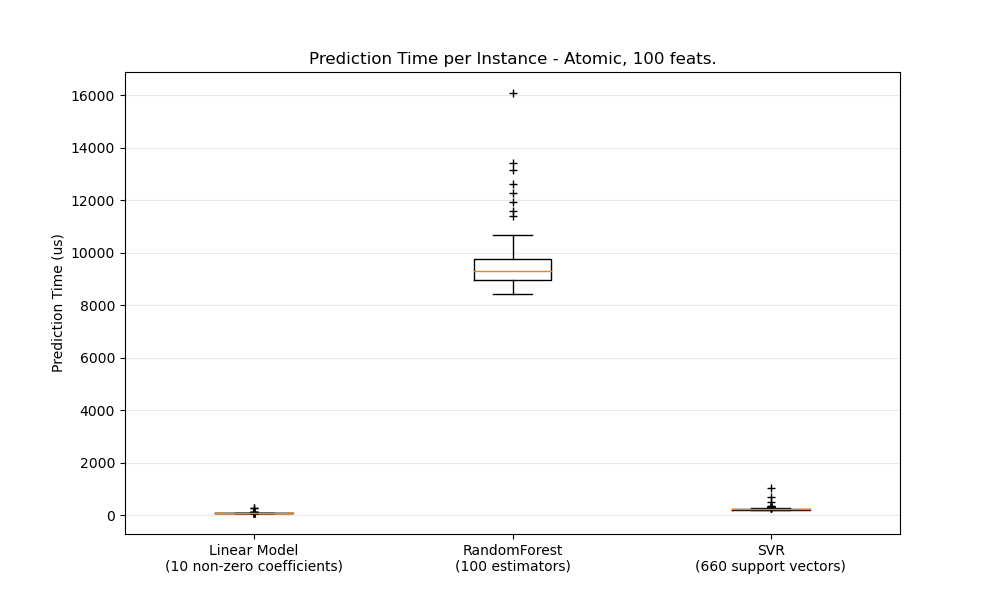 Prediction Time per Instance - Atomic, 100 feats.
16000
14000
12000
10000
8000
6000
4000
2000
0
Prediction Time (us)
Linear Model
(10 non-zero coefficients)
RandomForest
(100 estimators)
SVR
(660 support vectors)